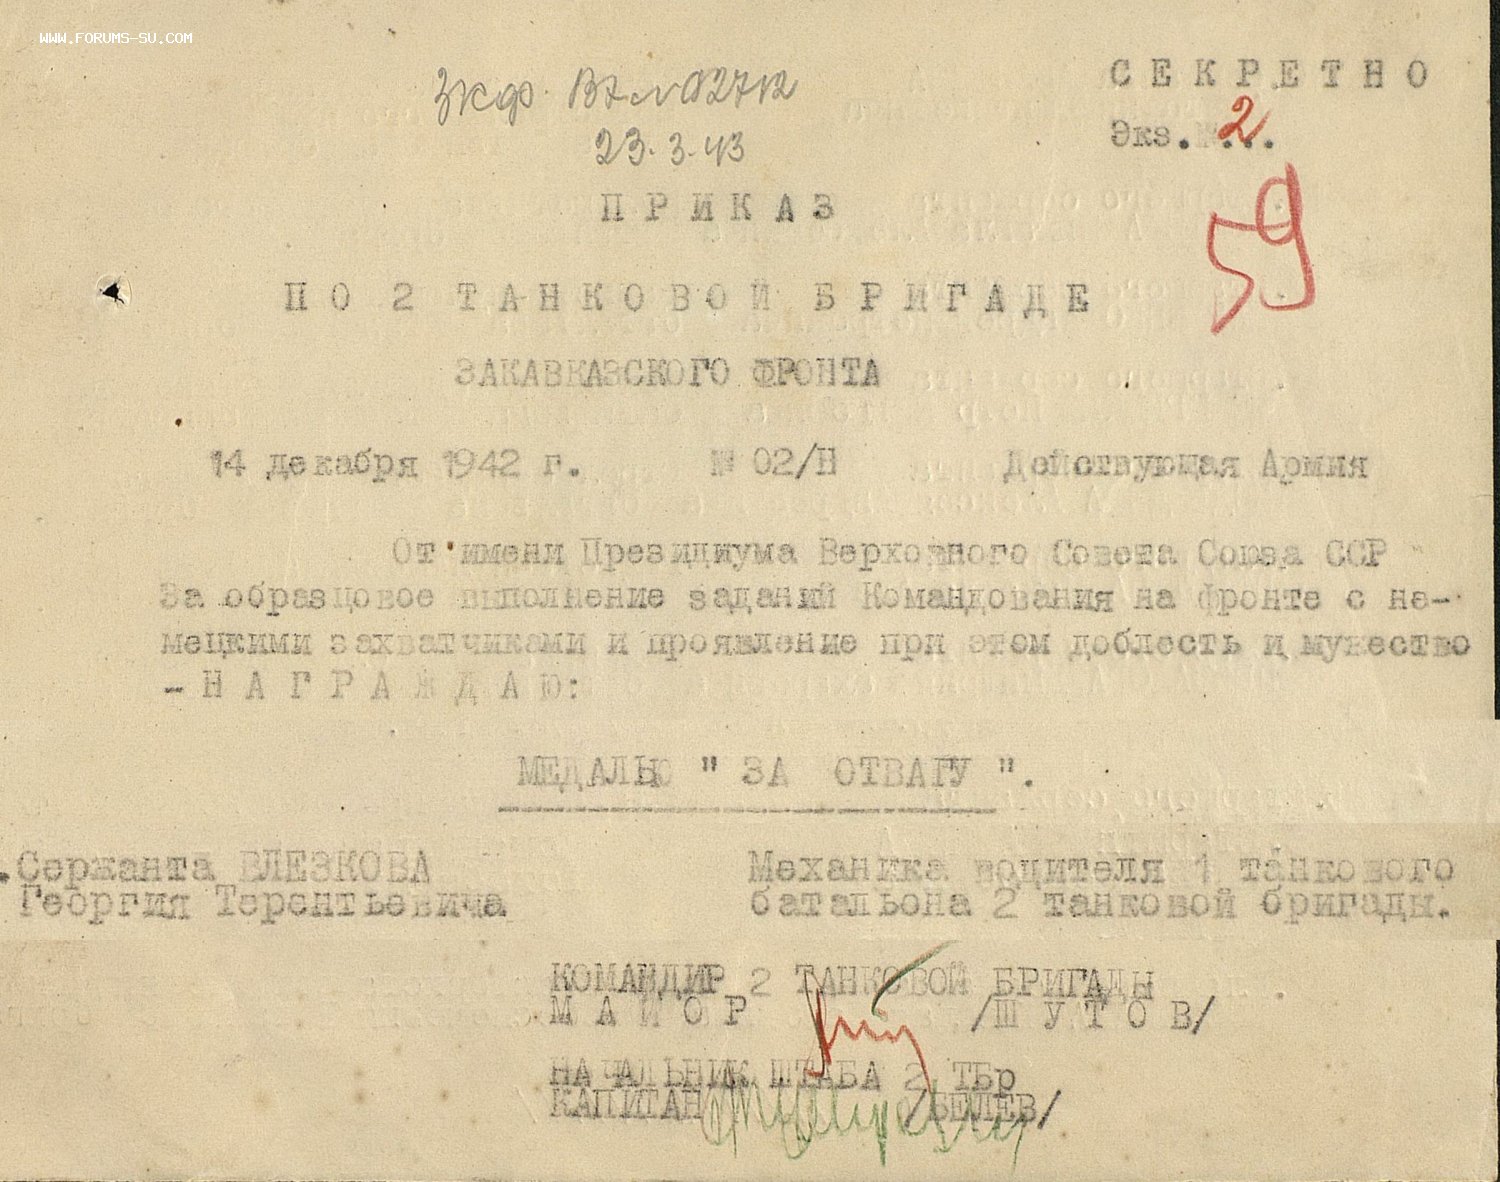 WWW.FORUMS-SU.COM
СЕКРЕТНО
Экз.№ 2..
23.3.43
59
ПРИКАЗ
ПО 2 ТАНКОВОЙ БРИГАДЕ
ЗАКАВКАЗСКОГО ФРОНТА
14 декабря 1942 г. № 02/Н Действующая Армия
От имени Президиума Верховного Совета Союза ССР
За образцовое выполнение заданий Командования на фронте с не-
мецкими захватчиками и проявление при этом доблесть и мужество
-НАГРАЖДАЮ:
МЕДАЛЬЮ " ЗА ОТВАГУ ".
Сержанта ВЛЕЗКОВА Механика водителя 1 танкового
Георгия Терентьевича батальона 2 танковой бригады.
КОМАНДИР 2 ТАНКОВОЙ БРИГАДЫ
МАЙОР /ШУТОВ/
НАЧАЛЬНИК ШТАБА 2 ТБр
КАПИТАН /БЕЛЕВ/